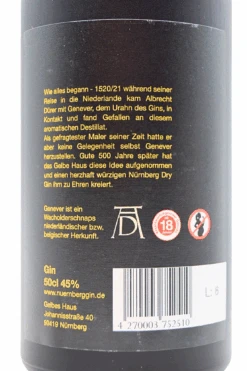 Wie alles begann - 1520/21 während seiner
Reise in die Niederlande kam Albrecht
Dürer mit Genever, dem Urahn des Gins,
in Kontakt und fand Gefallen an diesem
aromatischen Destillat.
Als gefragtester Maler seiner Zeit hatte er
aber keine Gelegenheit selbst Genever
herzustellen. Gute 500 Jahre später hat
das Gelbe Haus diese Idee aufgenommen
und einen herzhaft würzigen Nürnberg Dry
Gin ihm zu Ehren kreiert.
Genever ist ein
Wacholderschnaps
niederländischer bzw.
belgischer Herkunft.
AD
18
Gin
50cl 45%
www.nuernberggin.de
Gelbes Haus
Johannisstraße 40
90419 Nürnberg
L: 8
4 270003 752510